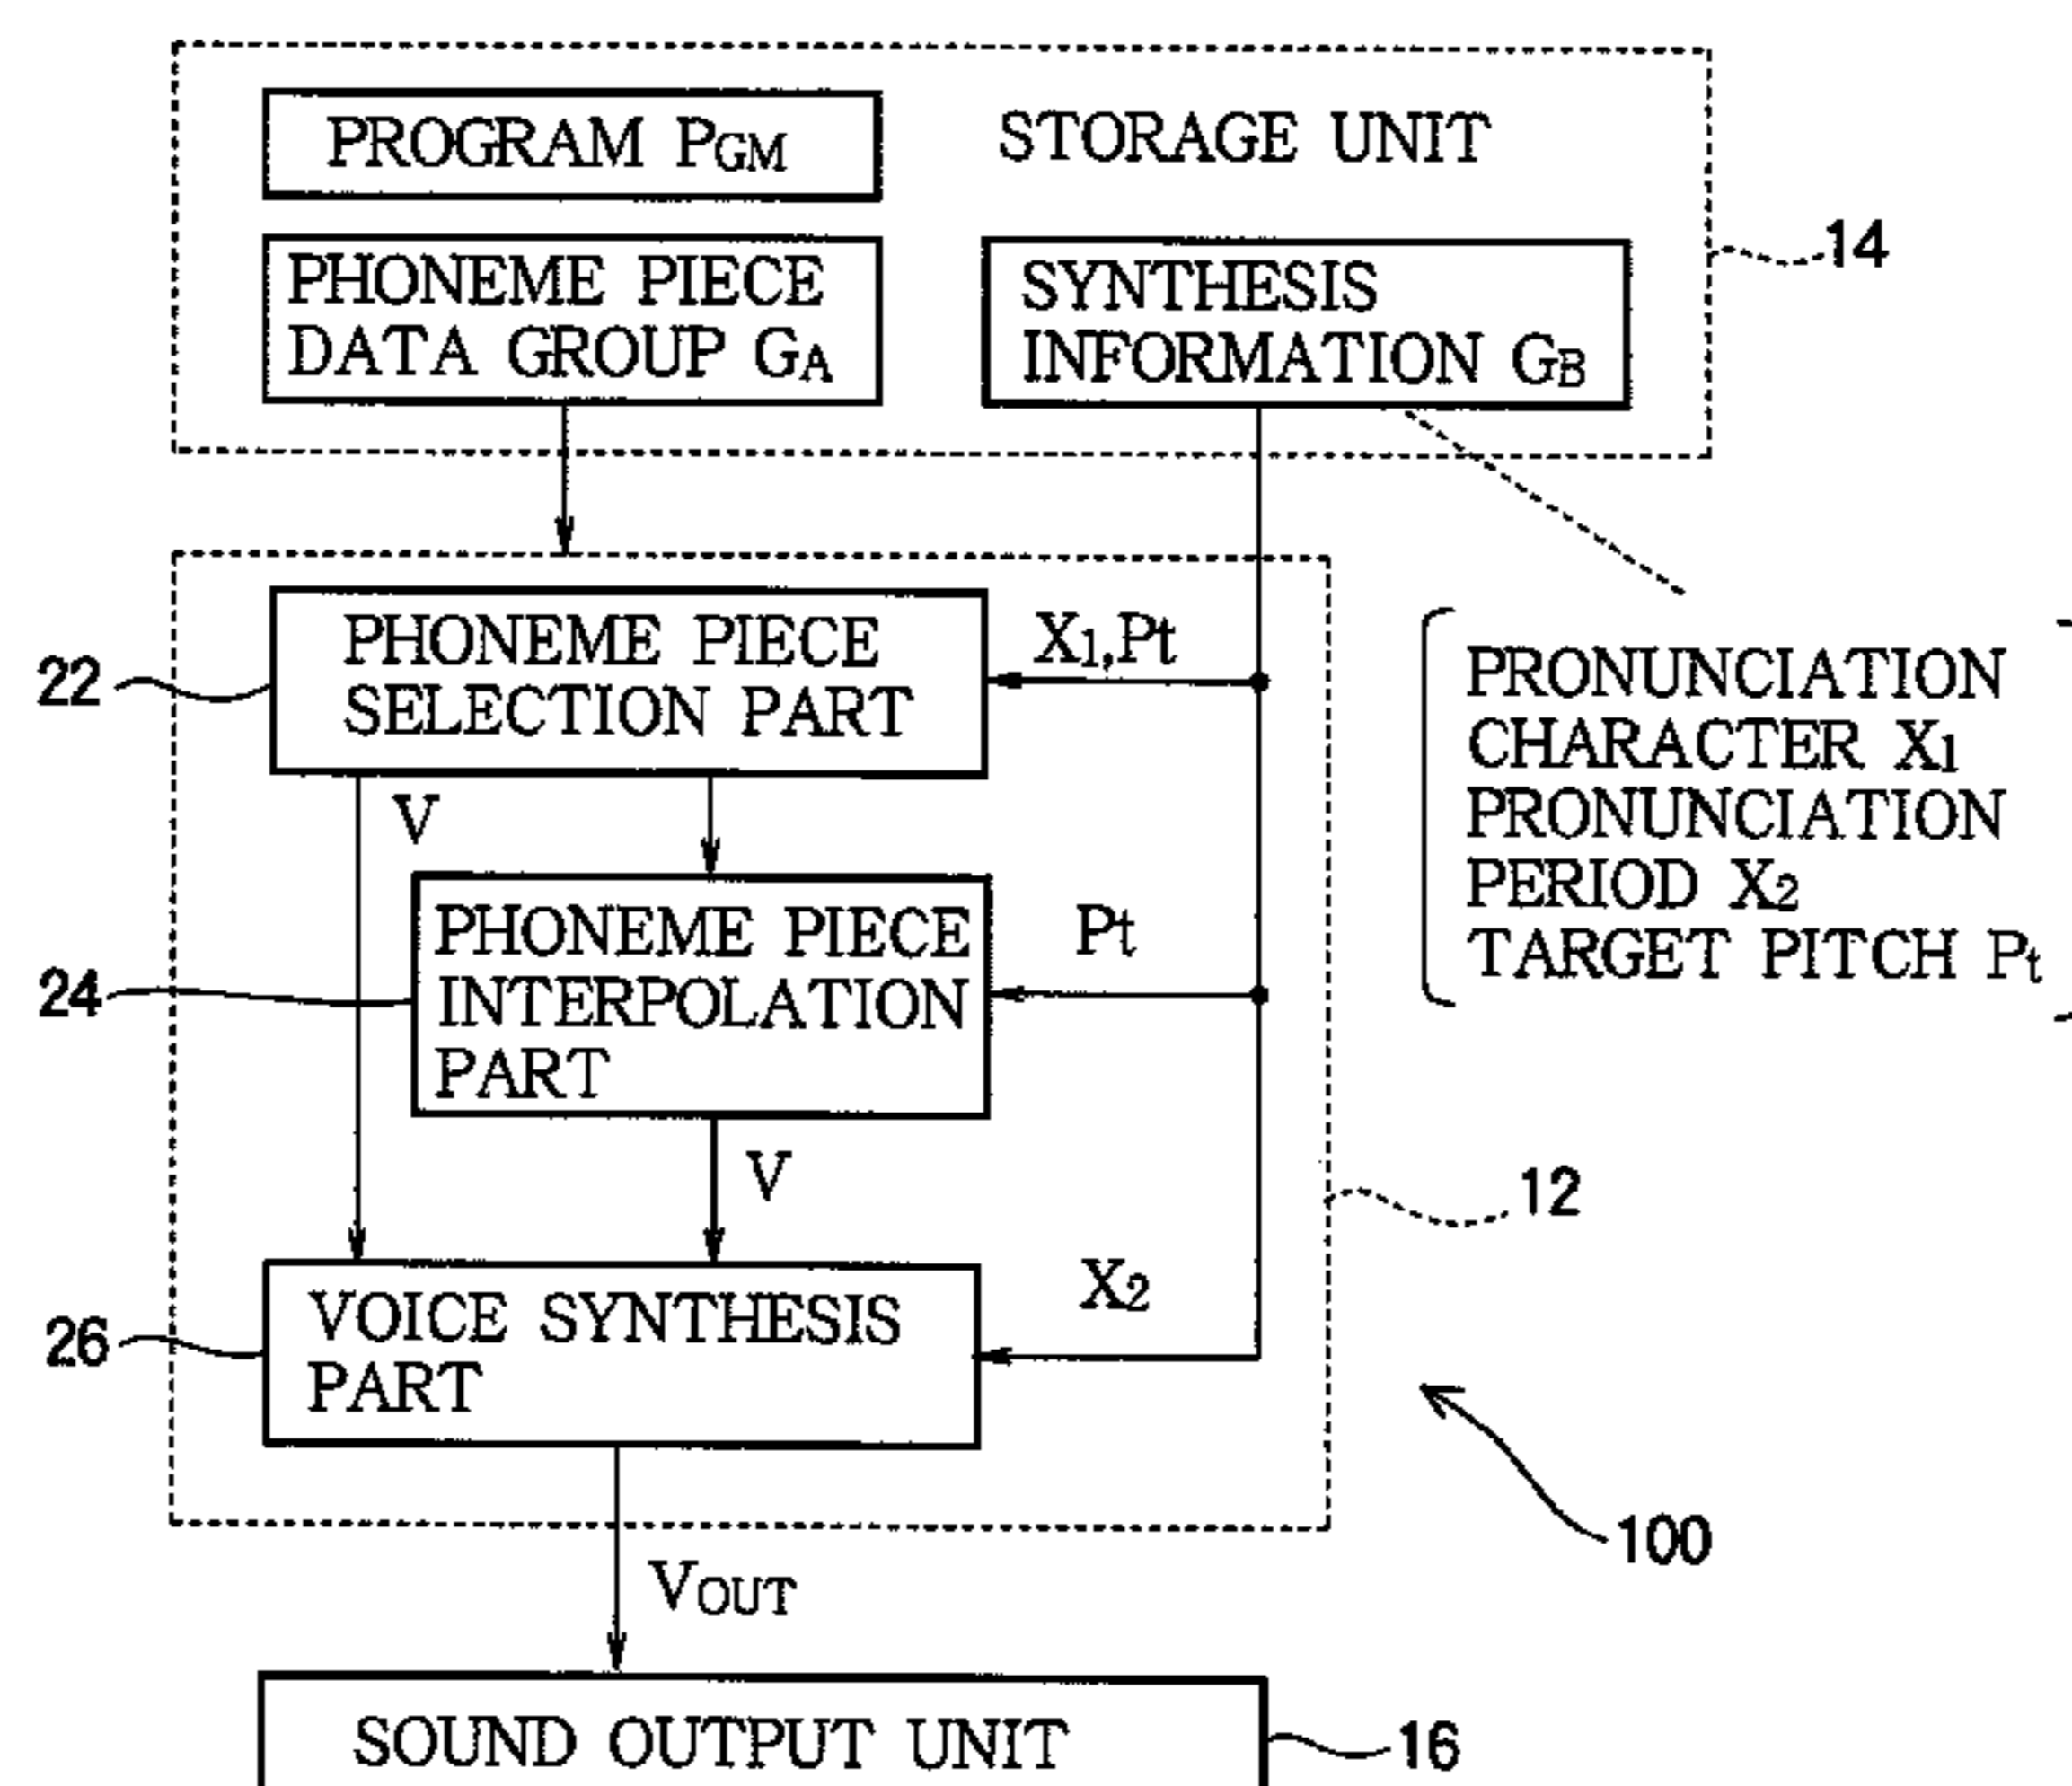 PROGRAM PGM
STORAGE UNIT
PHONEME PIECE
DATA GROUP GA
SYNTHESIS
INFORMATION GB
14
PHONEME PIECE
SELECTION PART
22
X1,Pt
PRONUNCIATION
CHARACTER X1
PRONUNCIATION
PERIOD X2
TARGET PITCH Pt
V
PHONEME PIECE
INTERPOLATION
PART
24
Pt
V
12
VOICE SYNTHESIS
PART
26
X2
100
VOUT
SOUND OUTPUT UNIT
16